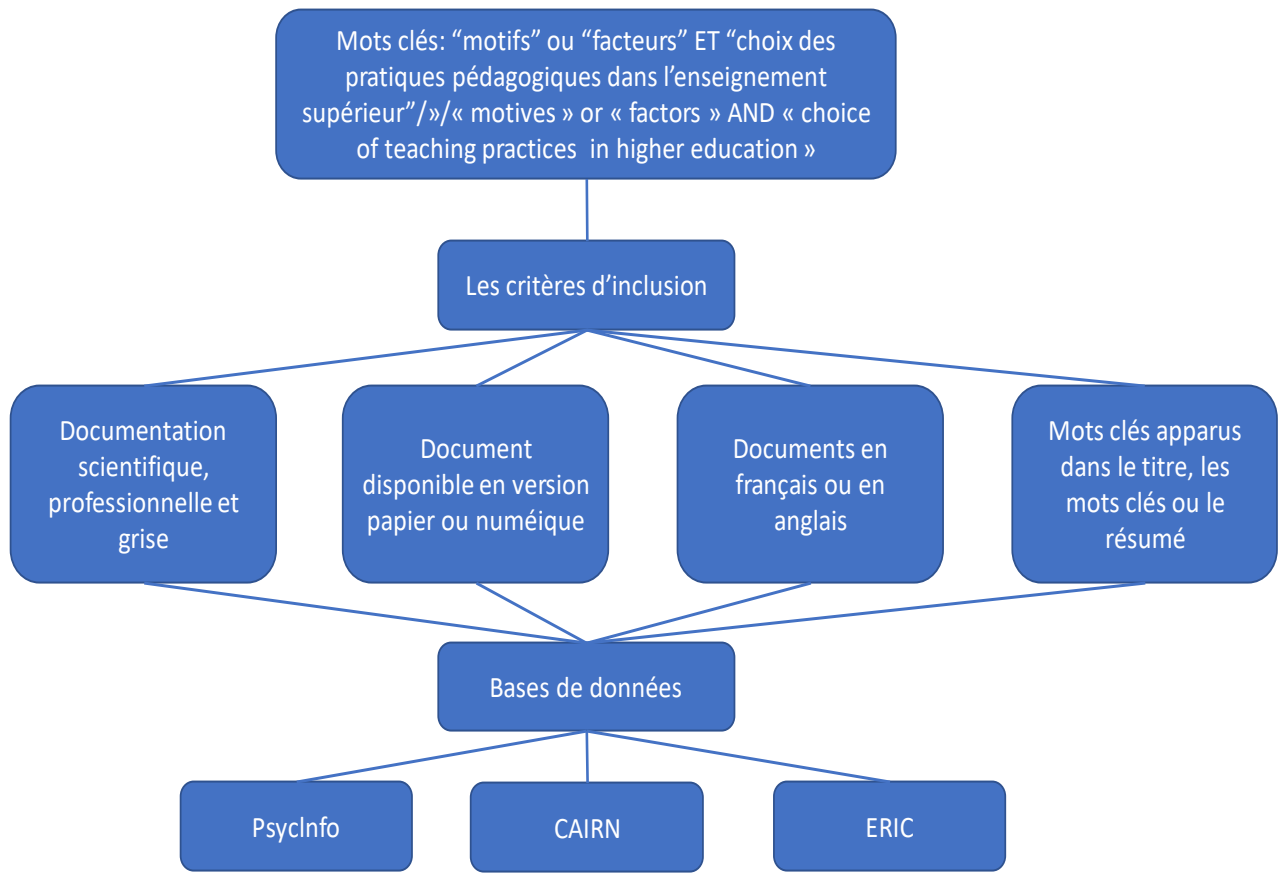 Mots clés: “motifs” ou “facteurs” ET “choix des
pratiques pédagogiques dans l’enseignement
supérieur”/»/« motives » or « factors » AND « choice
of teaching practices in higher education »
Les critères d’inclusion
Documentation
scientifique,
professionnelle et
grise
Document
disponible en version
papier ou numéique
Documents en
français ou en
anglais
Mots clés apparus
dans le titre, les
mots clés ou le
résumé
Bases de données
PsycInfo
CAIRN
ERIC